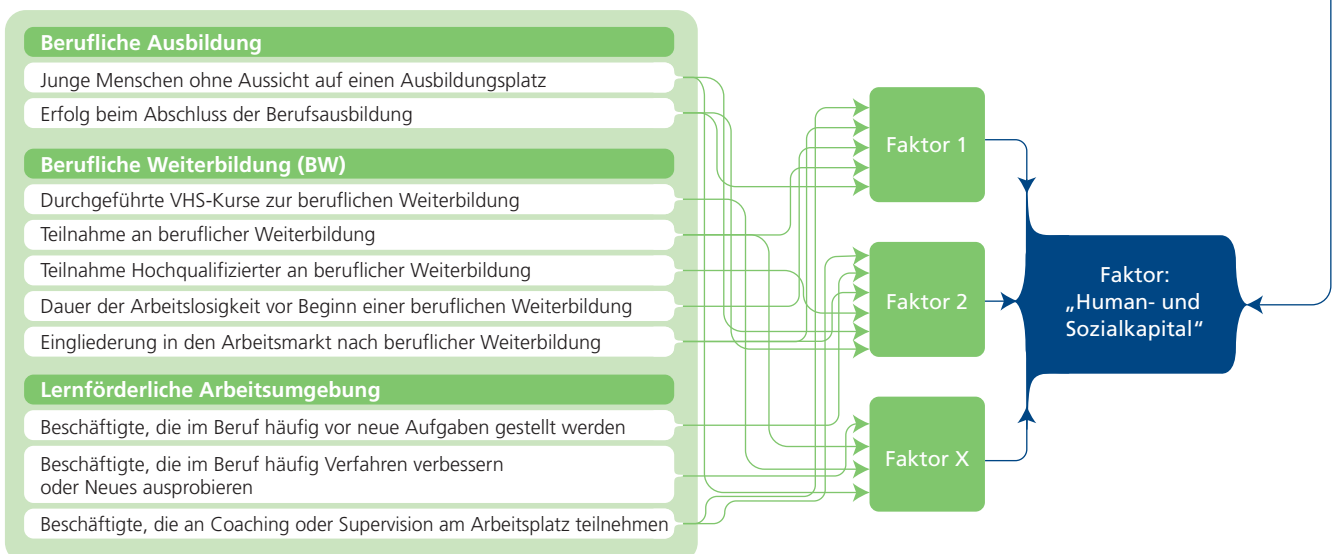 Berufliche Ausbildung
Junge Menschen ohne Aussicht auf einen Ausbildungsplatz
Erfolg beim Abschluss der Berufsausbildung
Berufliche Weiterbildung (BW)
Durchgeführte VHS-Kurse zur beruflichen Weiterbildung
Teilnahme an beruflicher Weiterbildung
Teilnahme Hochqualifizierter an beruflicher Weiterbildung
Dauer der Arbeitslosigkeit vor Beginn einer beruflichen Weiterbildung
Eingliederung in den Arbeitsmarkt nach beruflicher Weiterbildung
Lernförderliche Arbeitsumgebung
Beschäftigte, die im Beruf häufig vor neue Aufgaben gestellt werden
Beschäftigte, die im Beruf häufig Verfahren verbessern
oder Neues ausprobieren
Beschäftigte, die an Coaching oder Supervision am Arbeitsplatz teilnehmen
Faktor 1
Faktor 2
Faktor X
Faktor:
„Human- und
Sozialkapital“